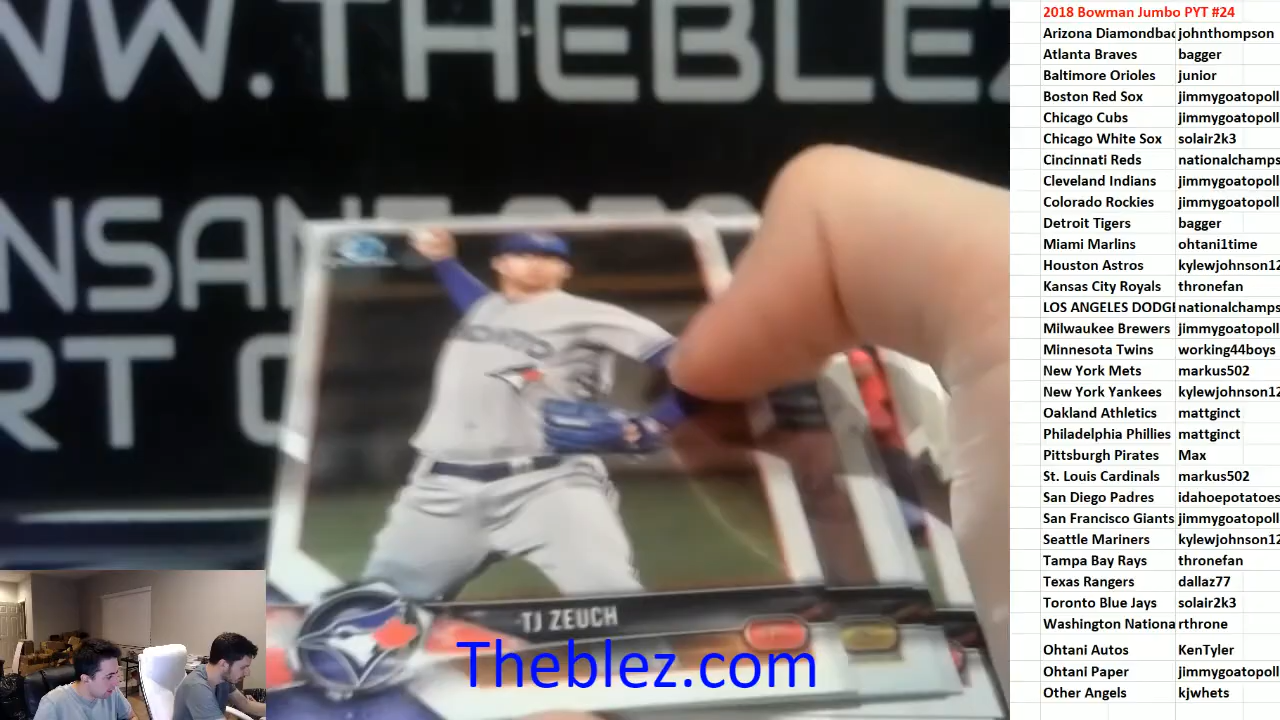 WW.THEBLEZ
NSANE
RT
TORONTO
TJ ZEUCH
Theblez.com
2018 Bowman Jumbo PYT #24
Arizona Diamondbac johnthompson
Atlanta Braves bagger
Baltimore Orioles junior
Boston Red Sox jimmygoatopoll
Chicago Cubs jimmygoatopoll
Chicago White Sox solair2k3
Cincinnati Reds nationalchamps
Cleveland Indians jimmygoatopoll
Colorado Rockies jimmygoatopoll
Detroit Tigers bagger
Miami Marlins ohtani1time
Houston Astros kylewjohnson12
Kansas City Royals thronefan
LOS ANGELES DODGE nationalchamps
Milwaukee Brewers jimmygoatopoll
Minnesota Twins working44boys
New York Mets markus502
New York Yankees kylewjohnson12
Oakland Athletics mattginct
Philadelphia Phillies mattginct
Pittsburgh Pirates Max
St. Louis Cardinals markus502
San Diego Padres idahoepotatoes
San Francisco Giants jimmygoatopoll
Seattle Mariners kylewjohnson12
Tampa Bay Rays thronefan
Texas Rangers dallaz77
Toronto Blue Jays solair2k3
Washington Nationa rthrone
Ohtani Autos KenTyler
Ohtani Paper jimmygoatopoll
Other Angels kjwhets